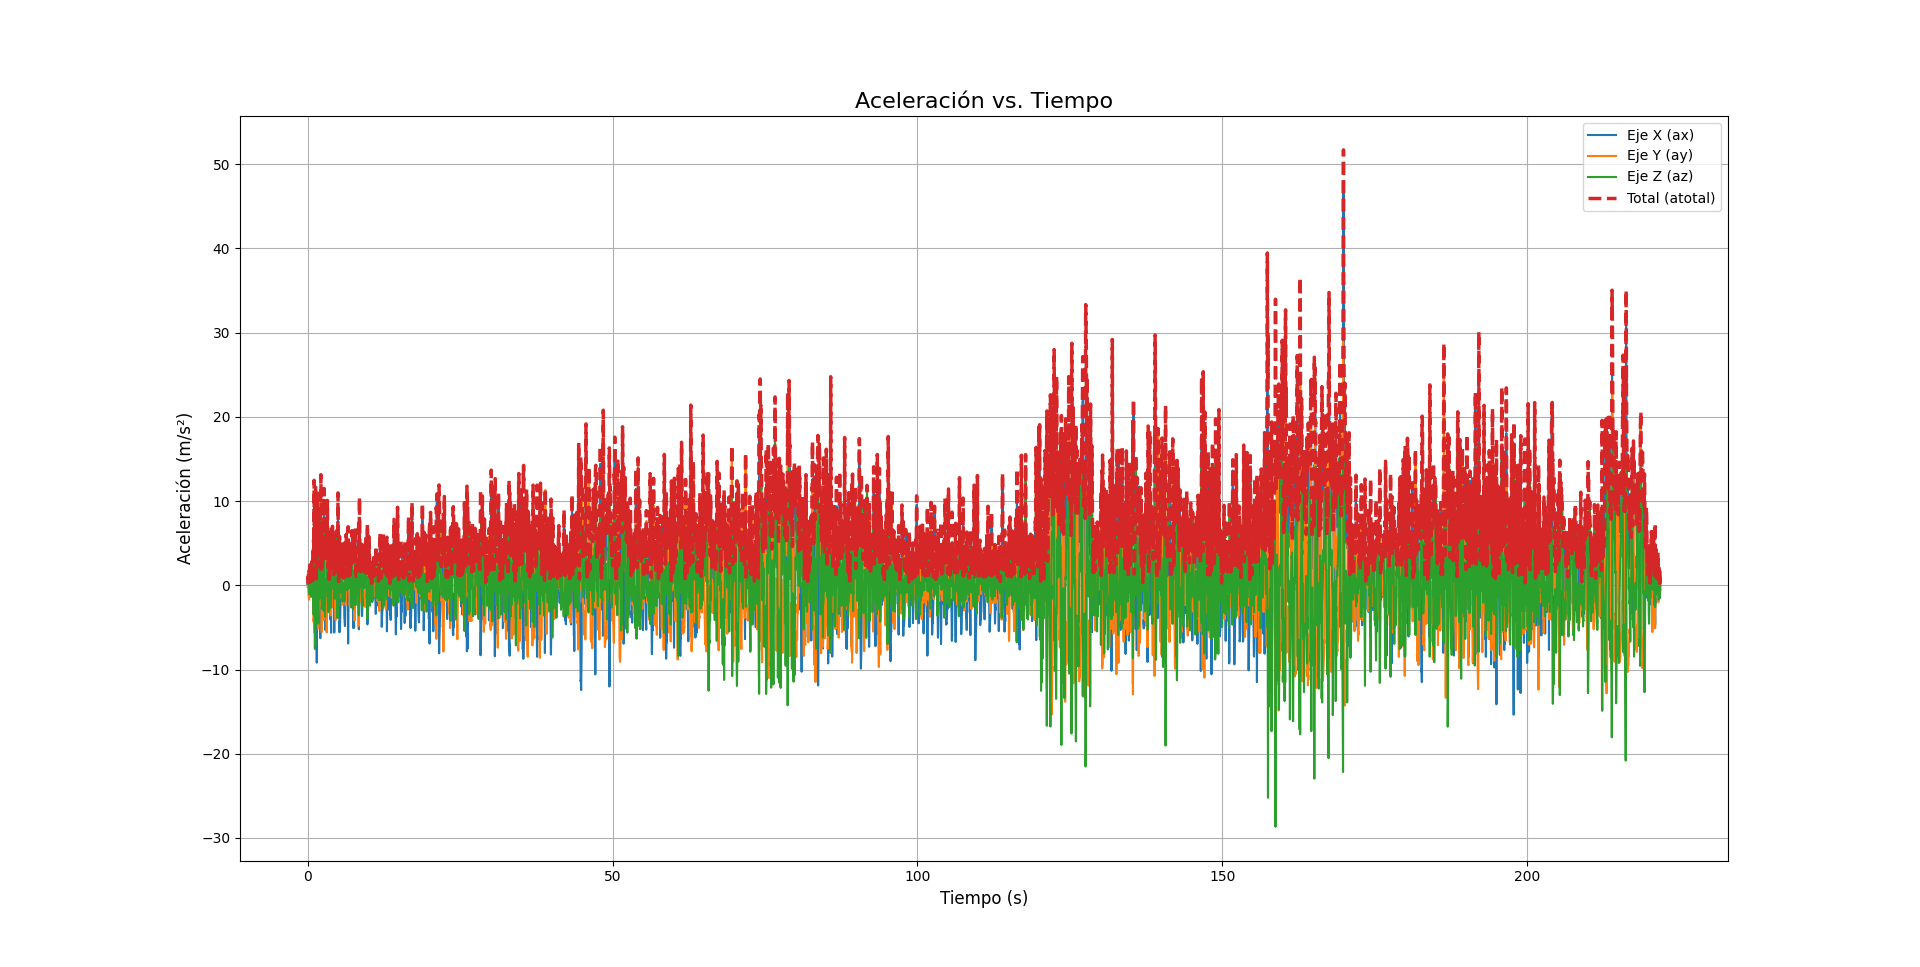 Aceleración vs. Tiempo
Eje X (ax)
Eje Y (ay)
Eje Z (az)
Total (atotal)
Aceleración (m/s²)
50
40
30
20
10
0
−10
−20
−30
0
50
100
150
200
Tiempo (s)